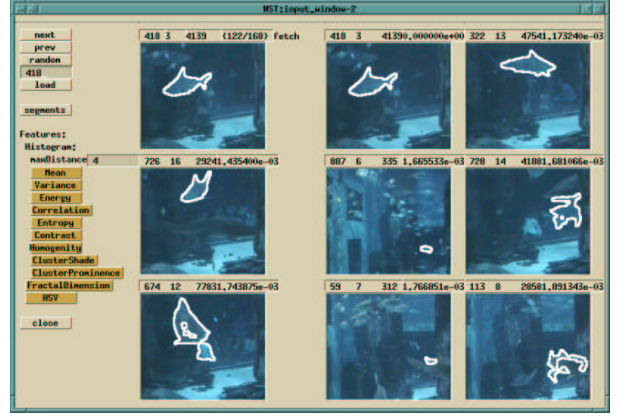 MST:input_window-2
next
prev
random
418
load
segments
Features:
Histogram:
maxDistance 4
Mean
Variance
Energy
Correlation
Entropy
Contrast
Homogenity
ClusterShade
ClusterProminence
FractalDimension
HSV
close
418 3 4139 (122/168) fetch
418 3 41390,000000e+00
322 13 47541,173240e-03
726 16 29241,435400e-03
887 6 335 1,665533e-03
728 14 41881,681066e-03
674 12 77831,743875e-03
59 7 312 1,766851e-03
113 8 28581,891343e-03